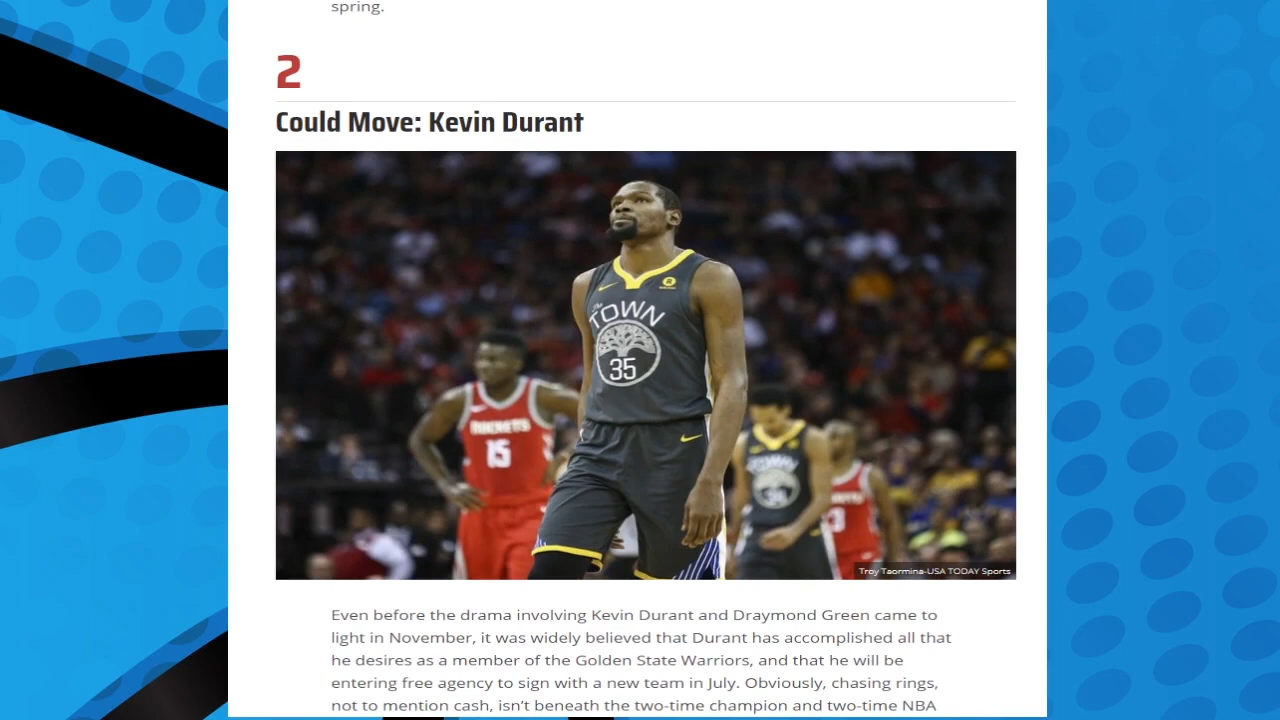 spring.
2
Could Move: Kevin Durant
The
TOWN
35
ROCKETS
15
TOWN
Troy Taormina-USA TODAY Sports
Even before the drama involving Kevin Durant and Draymond Green came to
light in November, it was widely believed that Durant has accomplished all that
he desires as a member of the Golden State Warriors, and that he will be
entering free agency to sign with a new team in July. Obviously, chasing rings,
not to mention cash, isn’t beneath the two-time champion and two-time NBA